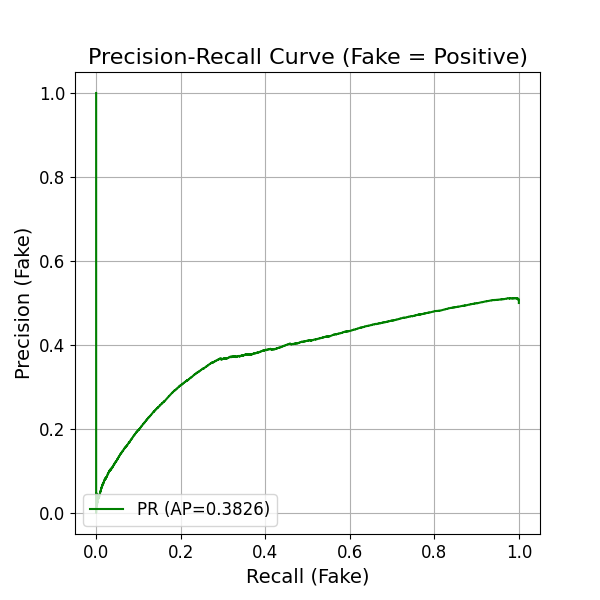 Precision-Recall Curve (Fake = Positive)
Precision (Fake)
1.0
0.8
0.6
0.4
0.2
0.0
PR (AP=0.3826)
0.0 0.2 0.4 0.6 0.8 1.0
Recall (Fake)